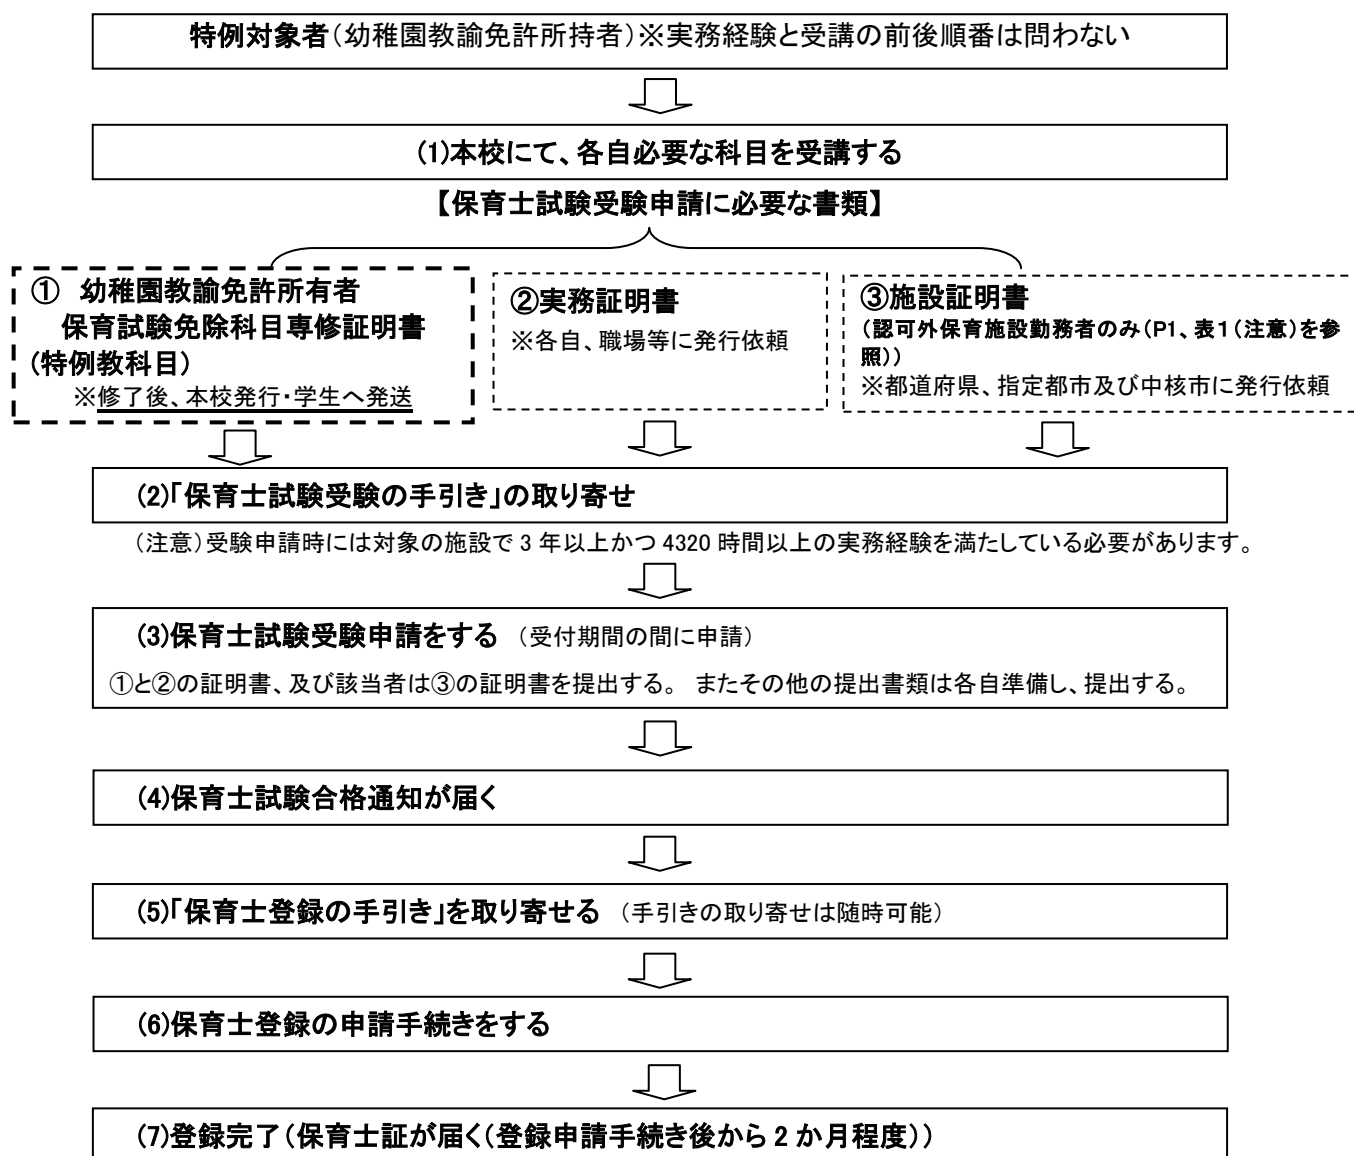 特例対象者(幼稚園教諭免許所持者)※実務経験と受講の前後順番は問わない
(1)本校にて、各自必要な科目を受講する
【保育士試験受験申請に必要な書類】
① 幼稚園教諭免許所有者
保育試験免除科目専修証明書
(特例教科目)
※修了後、本校発行・学生へ発送
②実務証明書
※各自、職場等に発行依頼
③施設証明書
(認可外保育施設勤務者のみ(P1、表1(注意)を参
照))
※都道府県、指定都市及び中核市に発行依頼
(2)「保育士試験受験の手引き」の取り寄せ
(注意)受験申請時には対象の施設で 3 年以上かつ 4320 時間以上の実務経験を満たしている必要があります。
(3)保育士試験受験申請をする (受付期間の間に申請)
①と②の証明書、及び該当者は③の証明書を提出する。 またその他の提出書類は各自準備し、提出する。
(4)保育士試験合格通知が届く
(5)「保育士登録の手引き」を取り寄せる (手引きの取り寄せは随時可能)
(6)保育士登録の申請手続きをする
(7)登録完了(保育士証が届く(登録申請手続き後から 2 か月程度))